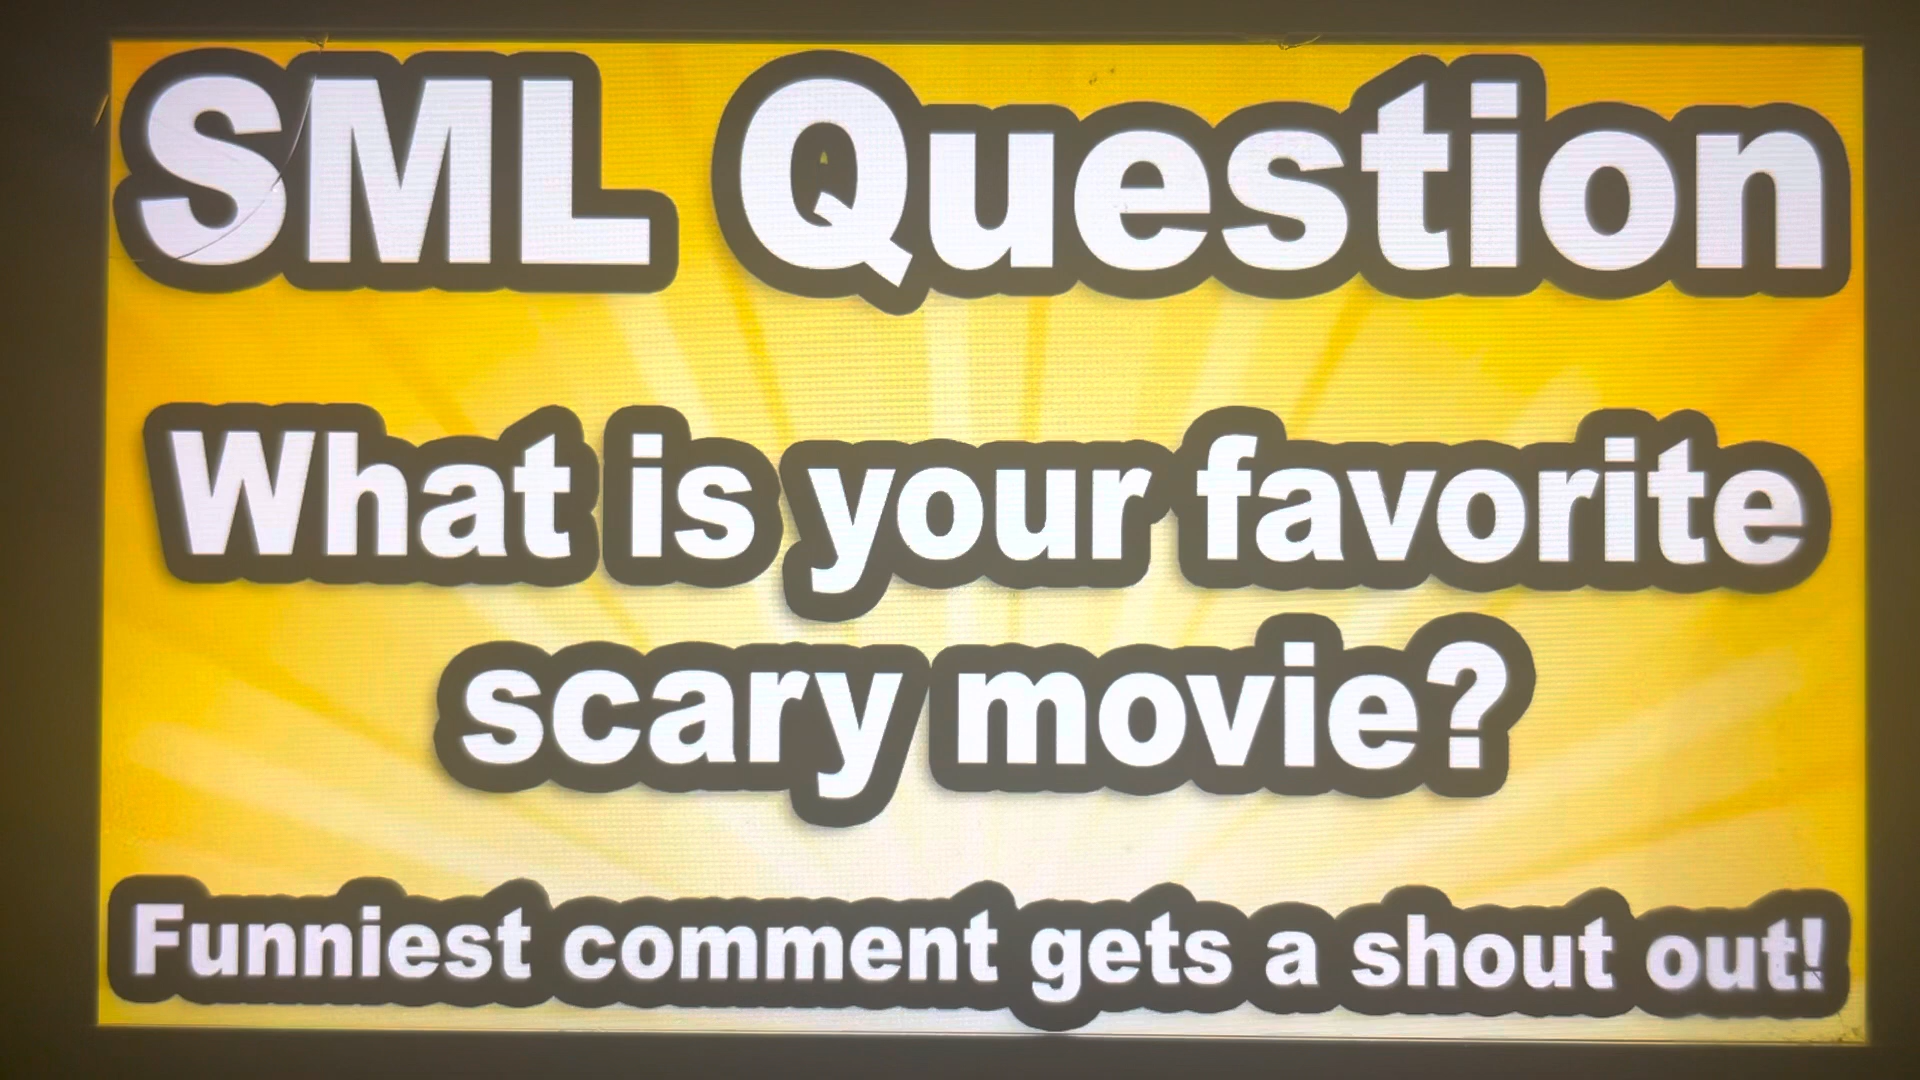 SML Question
What is your favorite
scary movie?
Funniest comment gets a shout out!